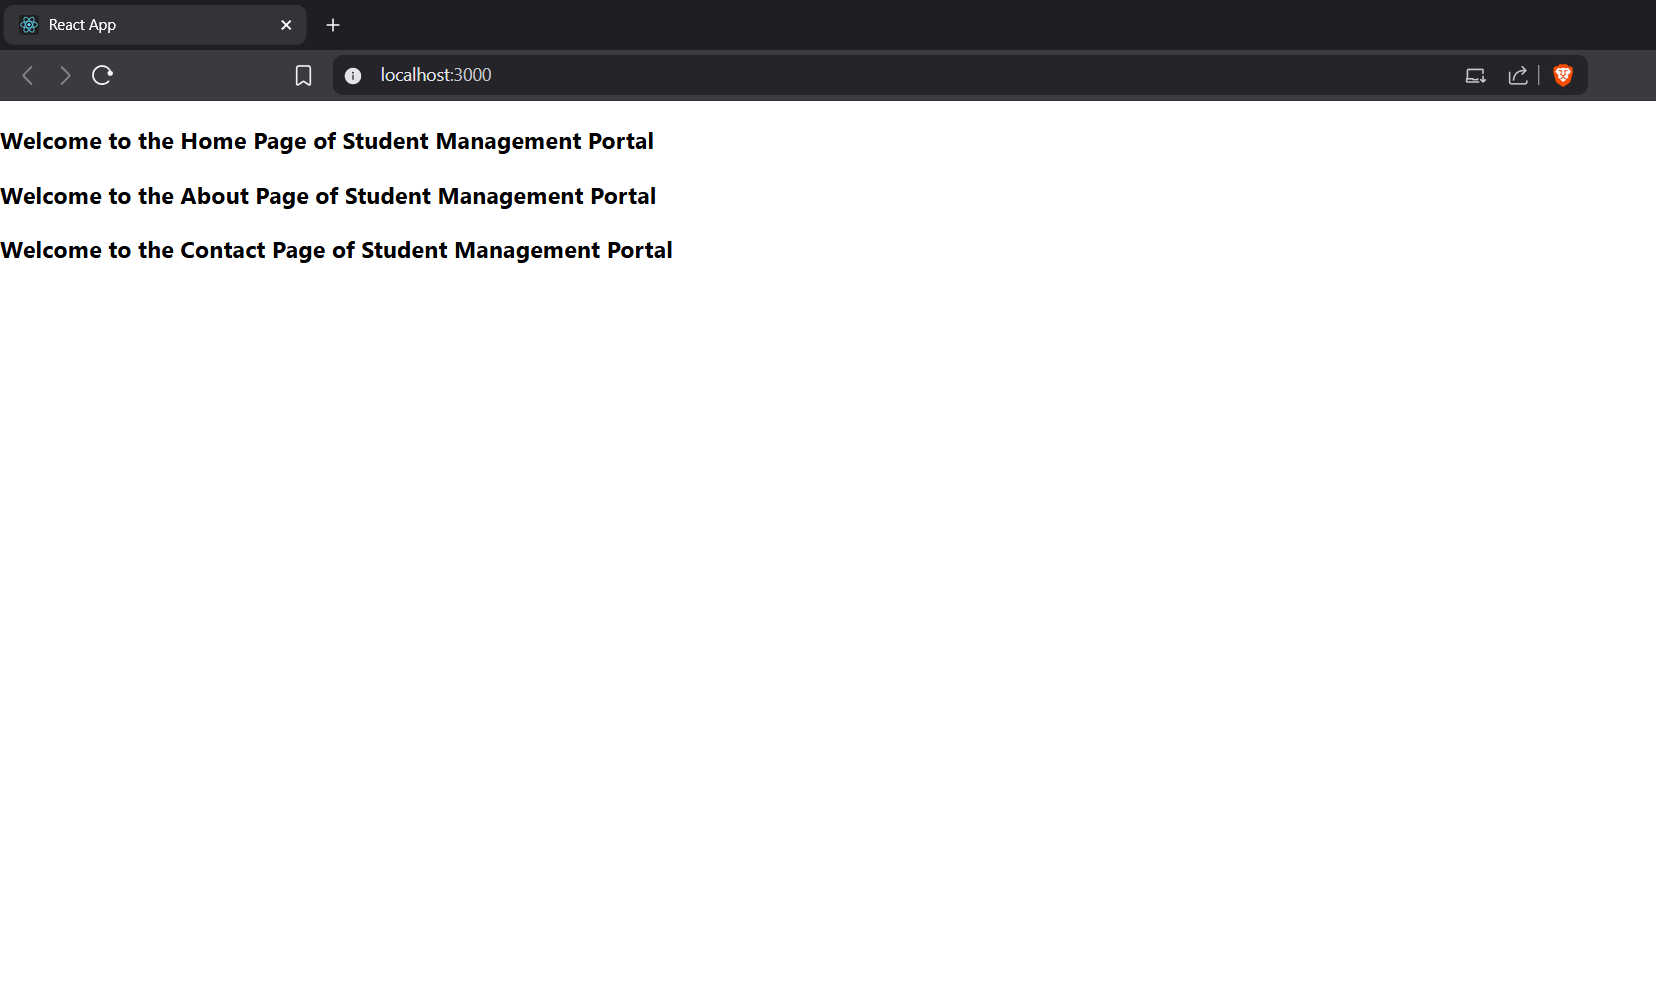 React App
localhost:3000
Welcome to the Home Page of Student Management Portal
Welcome to the About Page of Student Management Portal
Welcome to the Contact Page of Student Management Portal